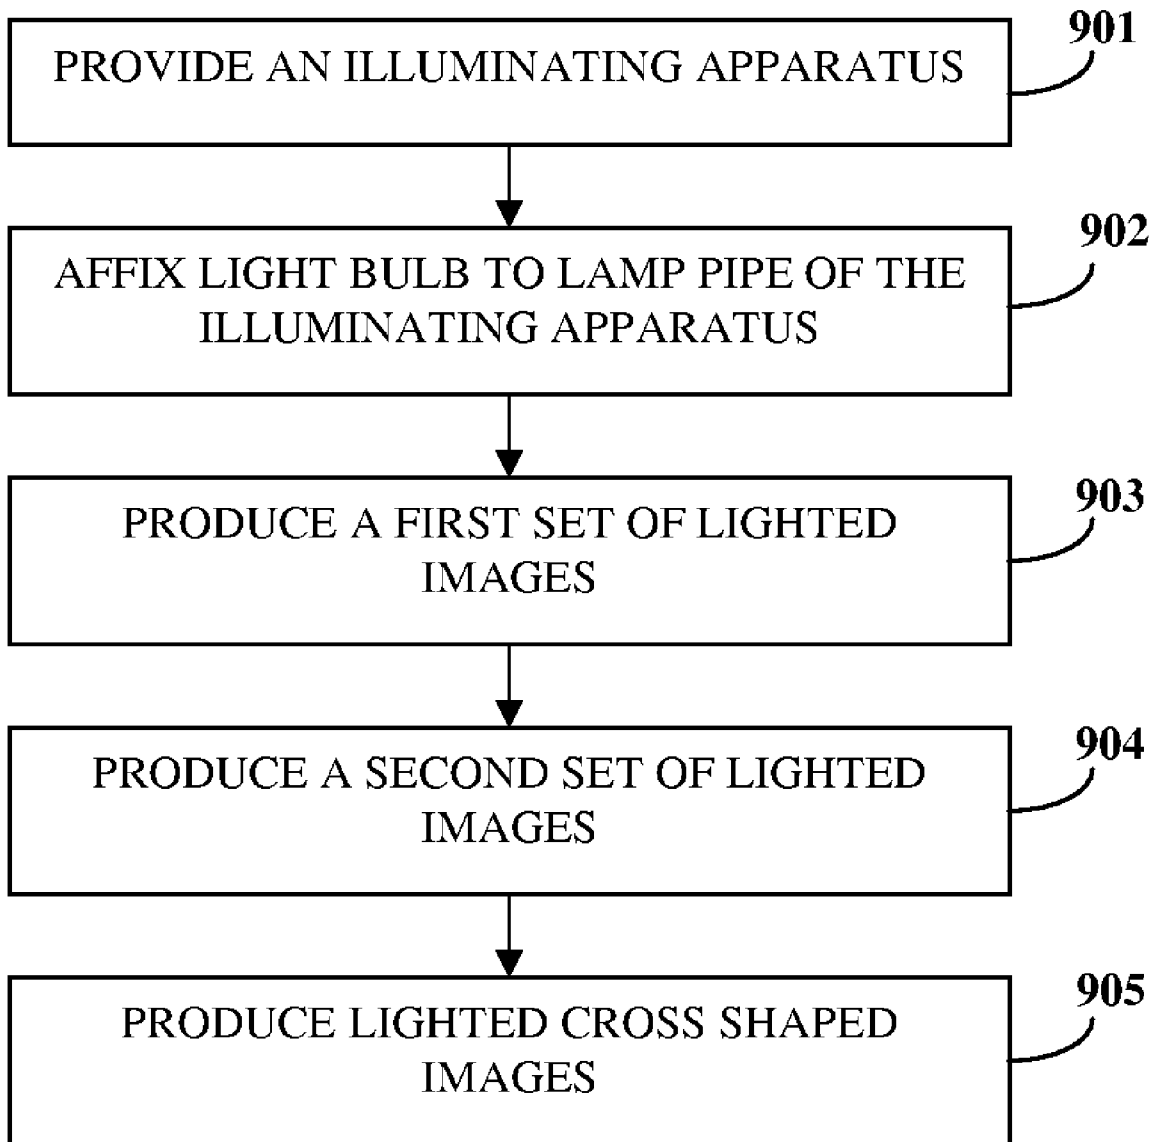 901
PROVIDE AN ILLUMINATING APPARATUS
902
AFFIX LIGHT BULB TO LAMP PIPE OF THE
ILLUMINATING APPARATUS
903
PRODUCE A FIRST SET OF LIGHTED
IMAGES
904
PRODUCE A SECOND SET OF LIGHTED
IMAGES
905
PRODUCE LIGHTED CROSS SHAPED
IMAGES